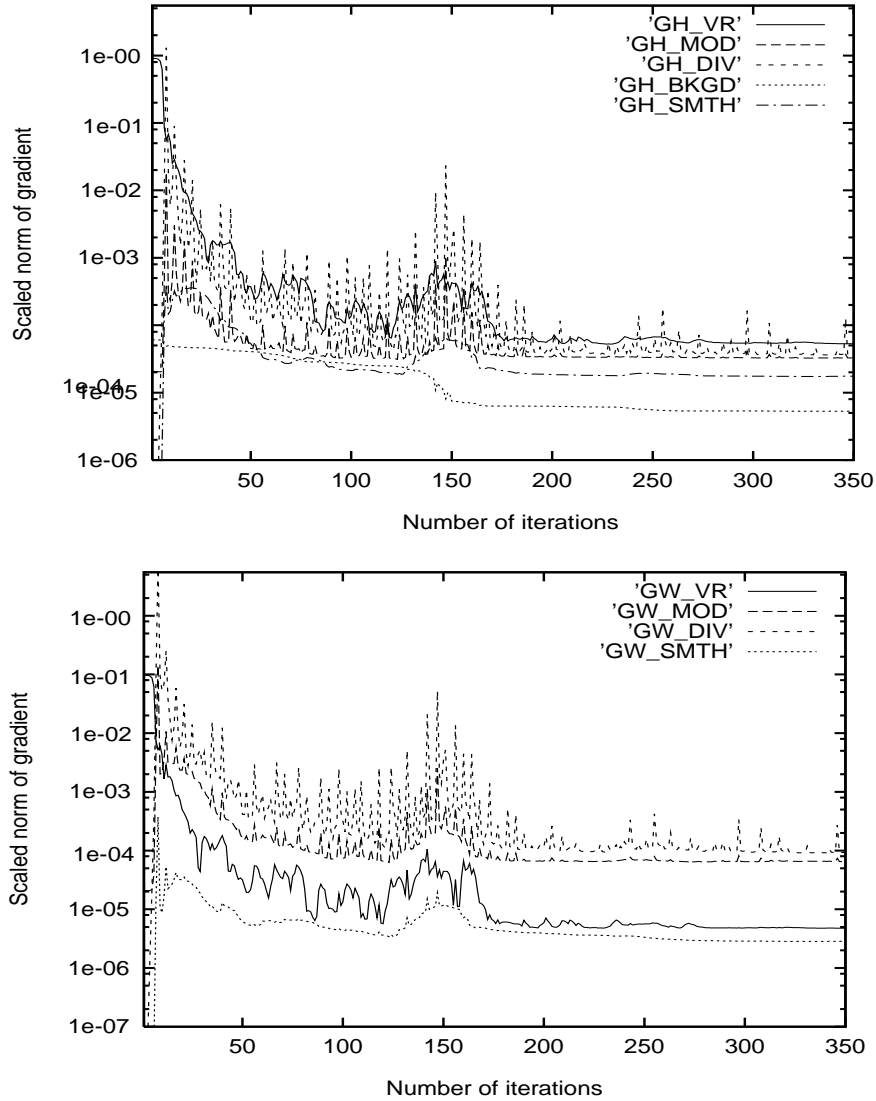 'GH_VR'
'GH_MOD'
'GH_DIV'
'GH_BKGD'
'GH_SMTH'
1e-00
1e-01
1e-02
1e-03
1e-04
1e-05
1e-06
Scaled norm of gradient
50 100 150 200 250 300 350
Number of iterations
'GW_VR'
'GW_MOD'
'GW_DIV'
'GW_SMTH'
1e-00
1e-01
1e-02
1e-03
1e-04
1e-05
1e-06
1e-07
Scaled norm of gradient
50 100 150 200 250 300 350
Number of iterations